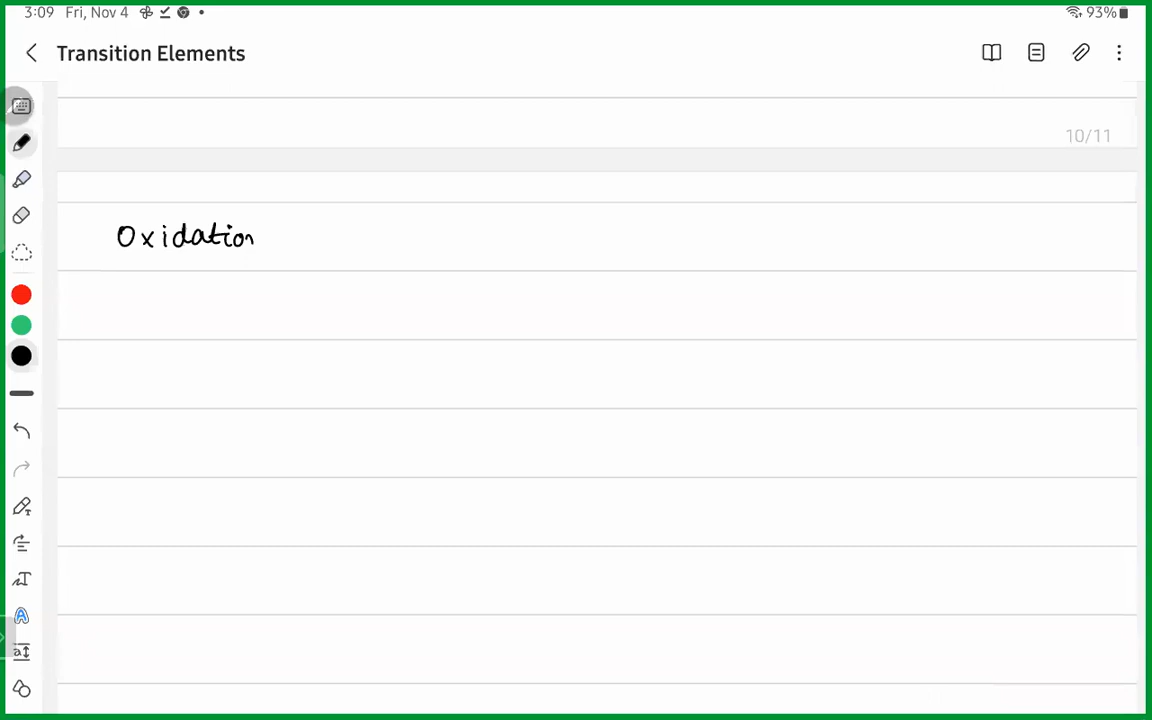 3:09 Fri, Nov 4
93%
Transition Elements
10/11
Oxidation